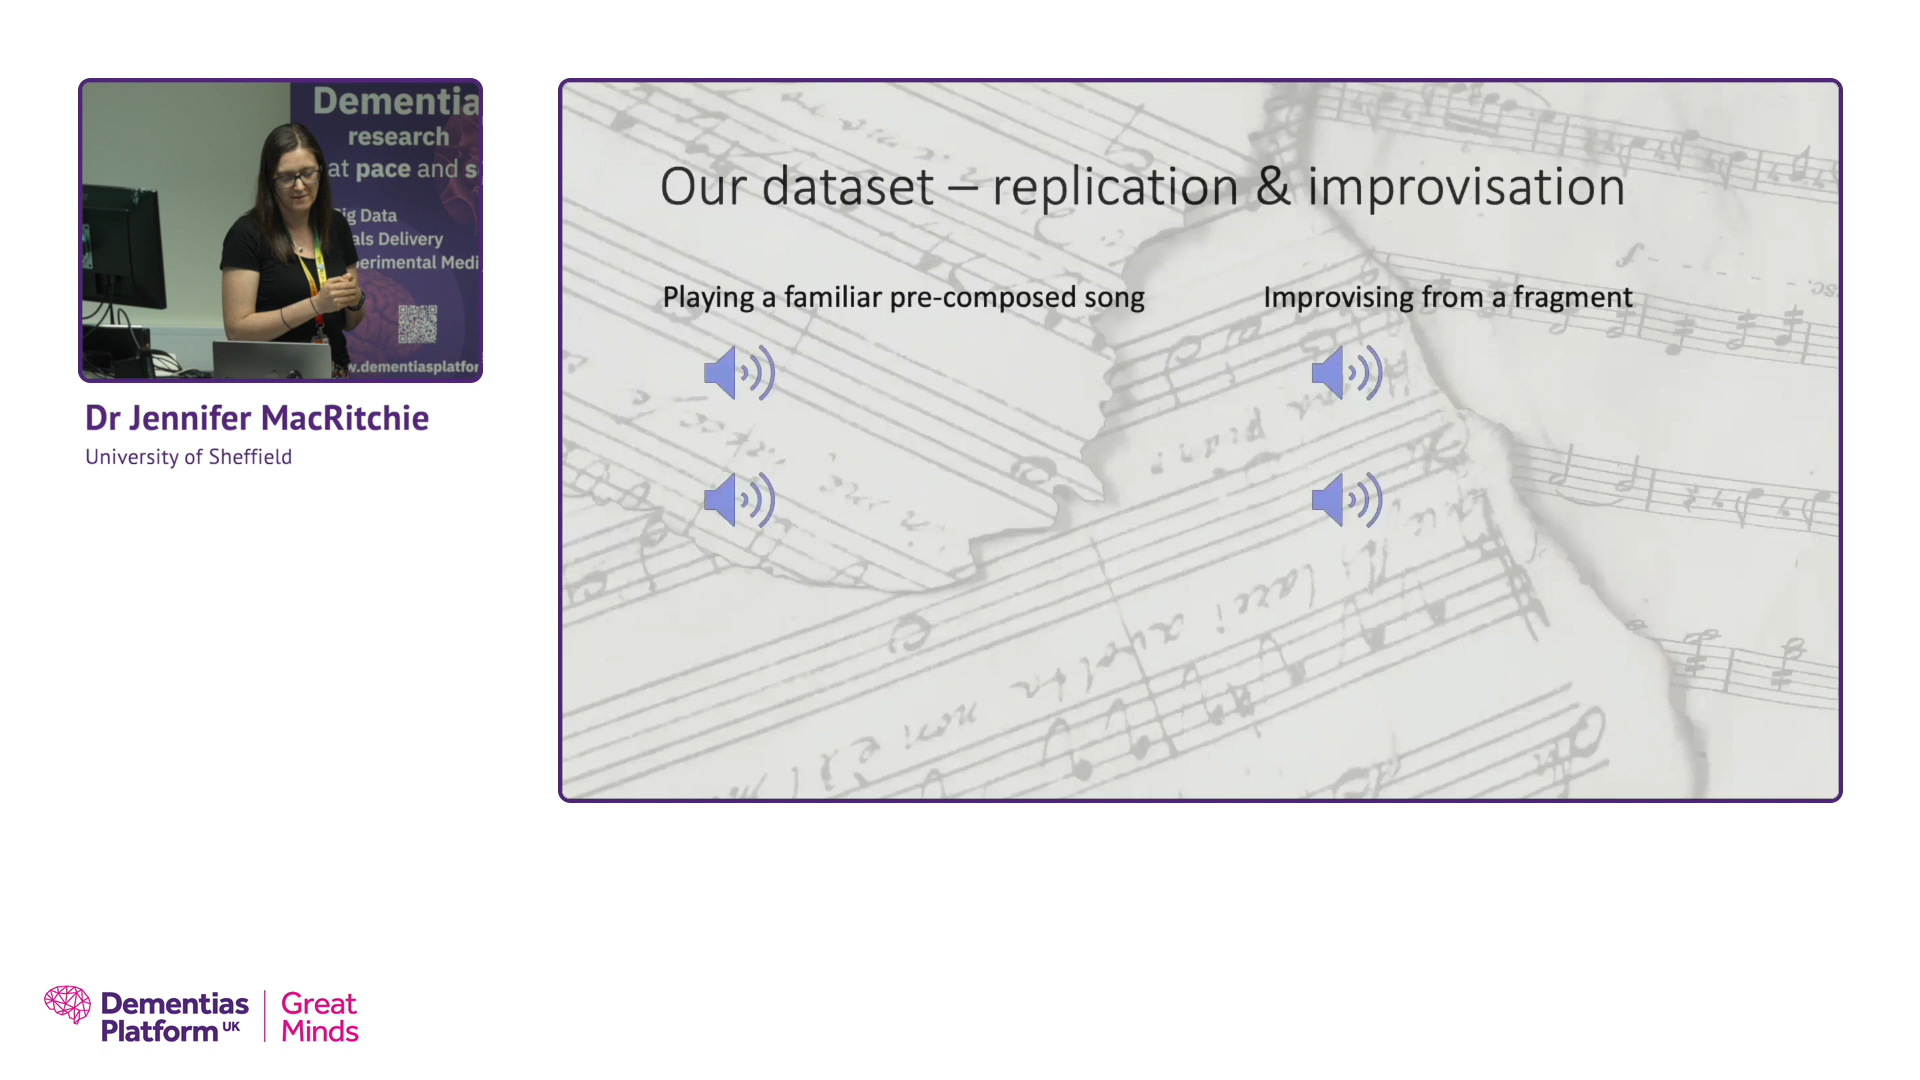 Dementia
research
at pace and s
ig Data
als Delivery
erimental Medi
w.dementiasplatfor
Dr Jennifer MacRitchie
University of Sheffield
Our dataset – replication & improvisation
Playing a familiar pre-composed song
Improvising from a fragment
Dementias
Platform UK
Great
Minds